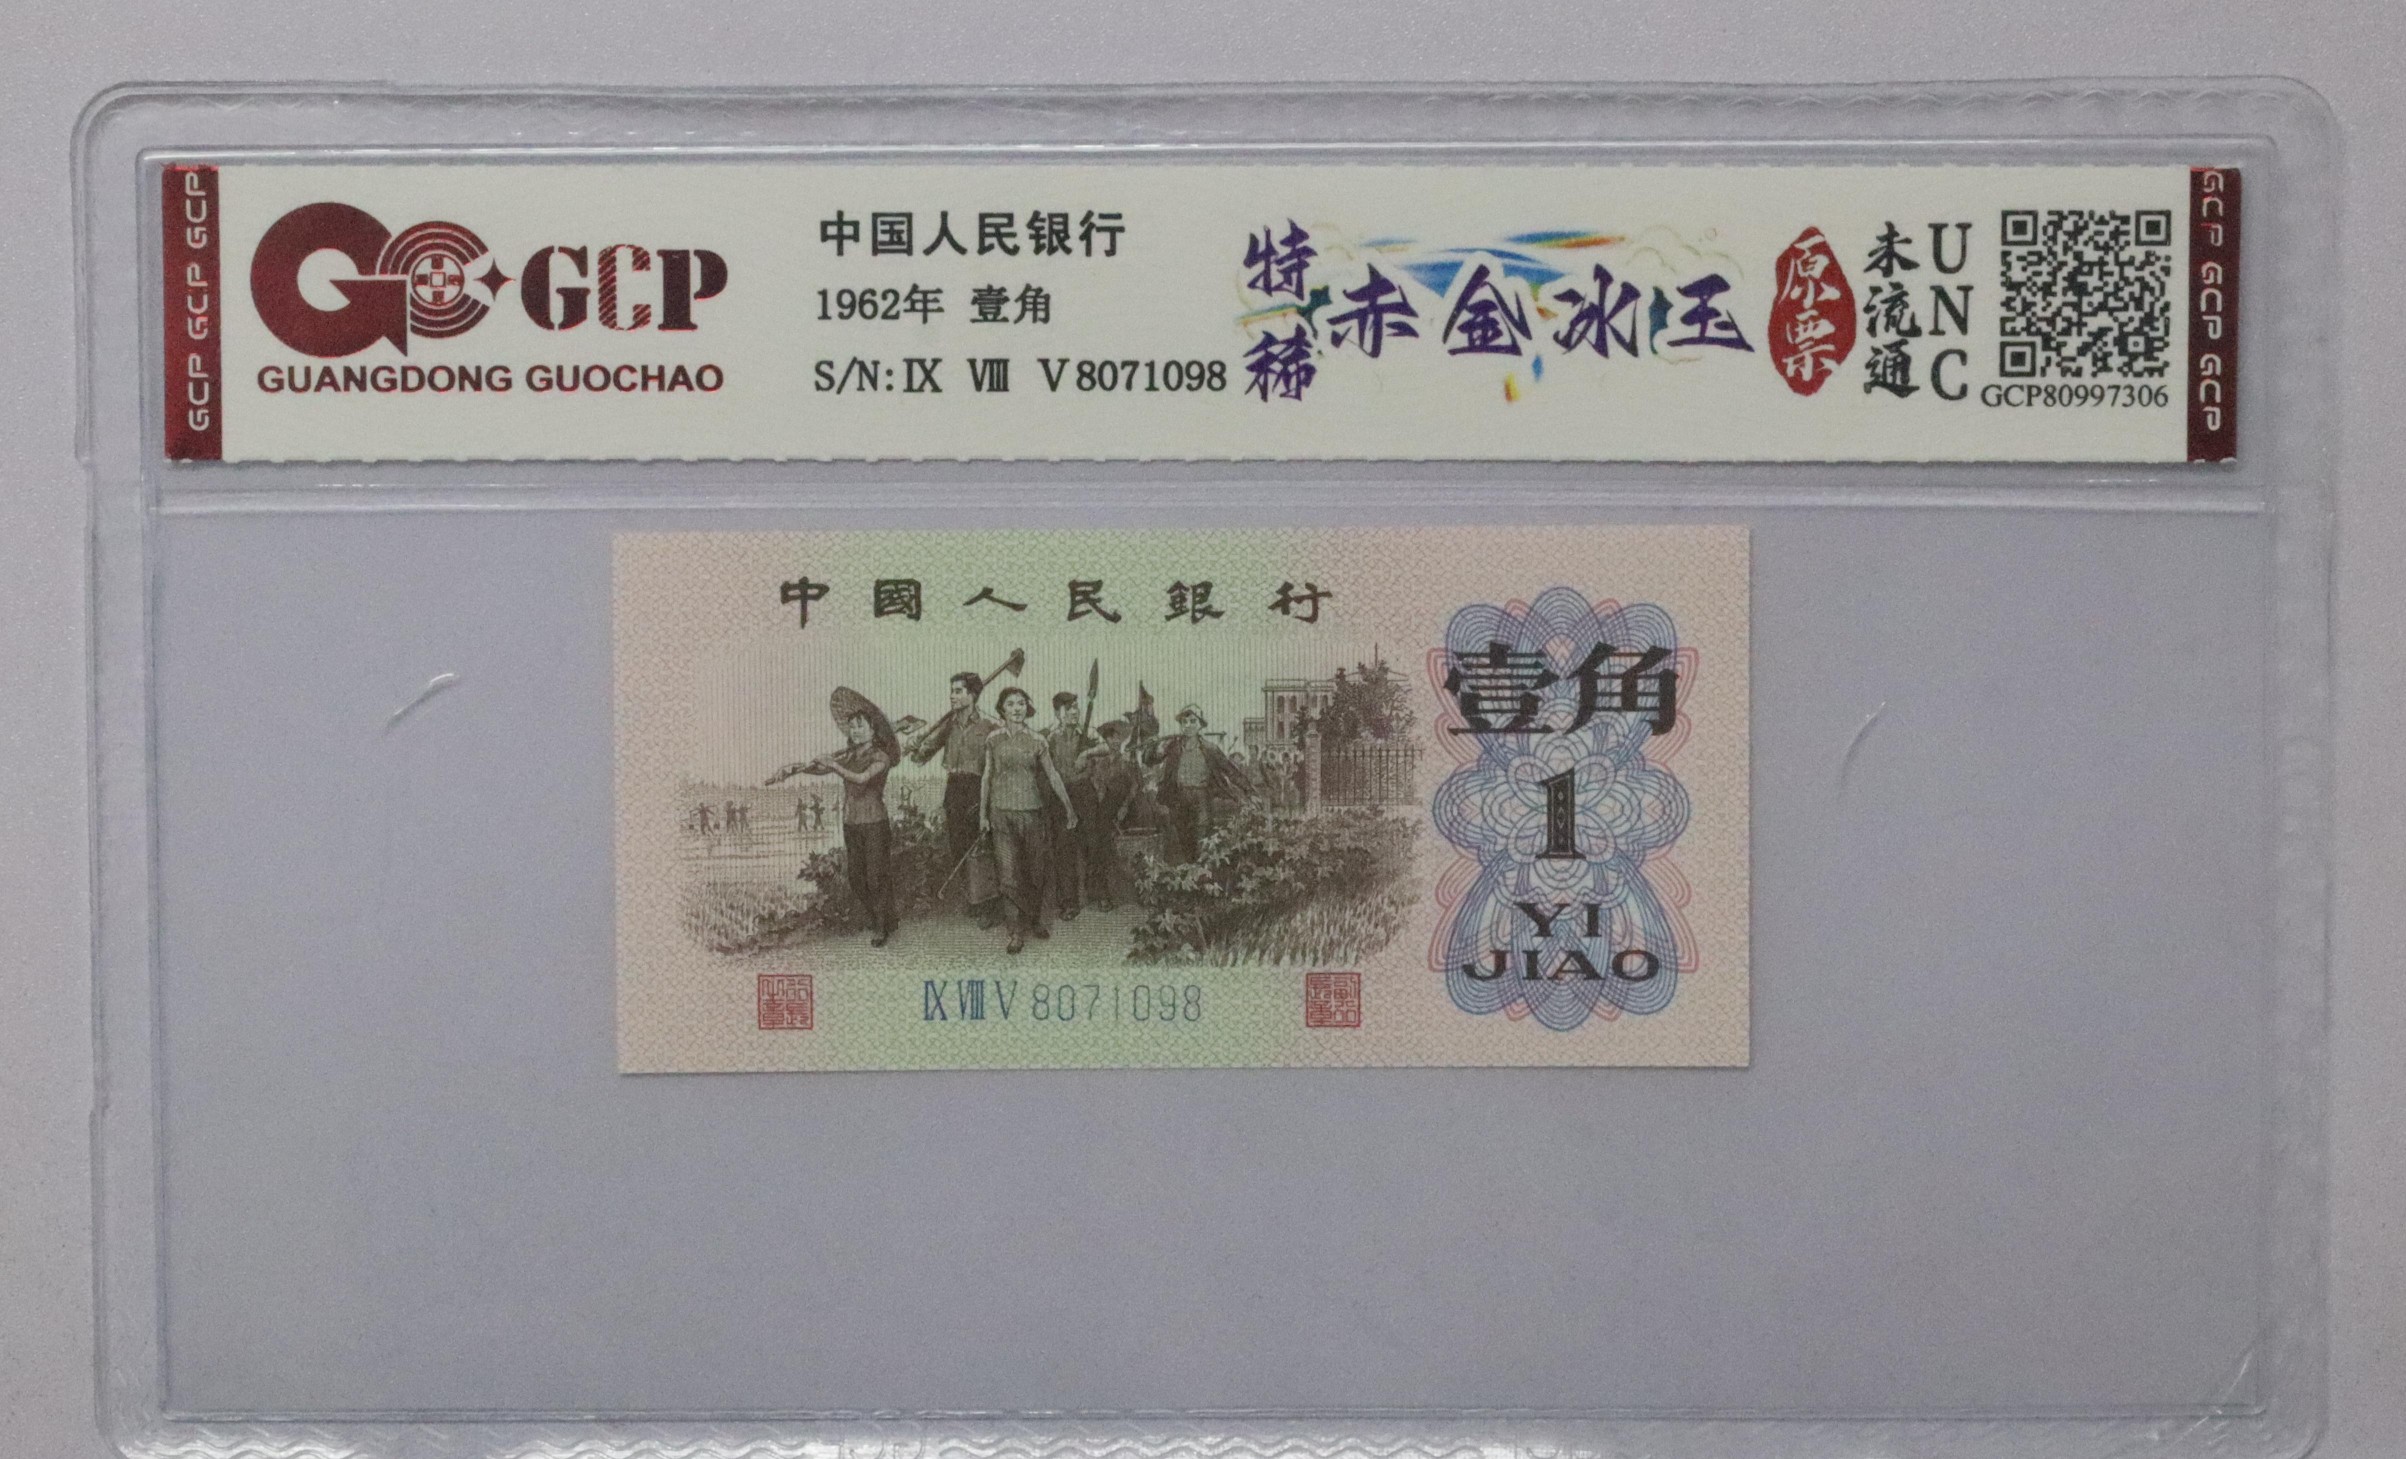 GCP GCP GCP
GCP
GUANGDONG GUOCHAO
中国人民银行
1962年 壹角
S/N: Ⅸ Ⅷ Ⅴ 8071098
特稀
赤金冰玉
原票
未流通
UNC
GCP80997306
GCP GCP GCP
中國人民銀行
壹角
1
YI
JIAO
Ⅸ Ⅷ Ⅴ 8071098